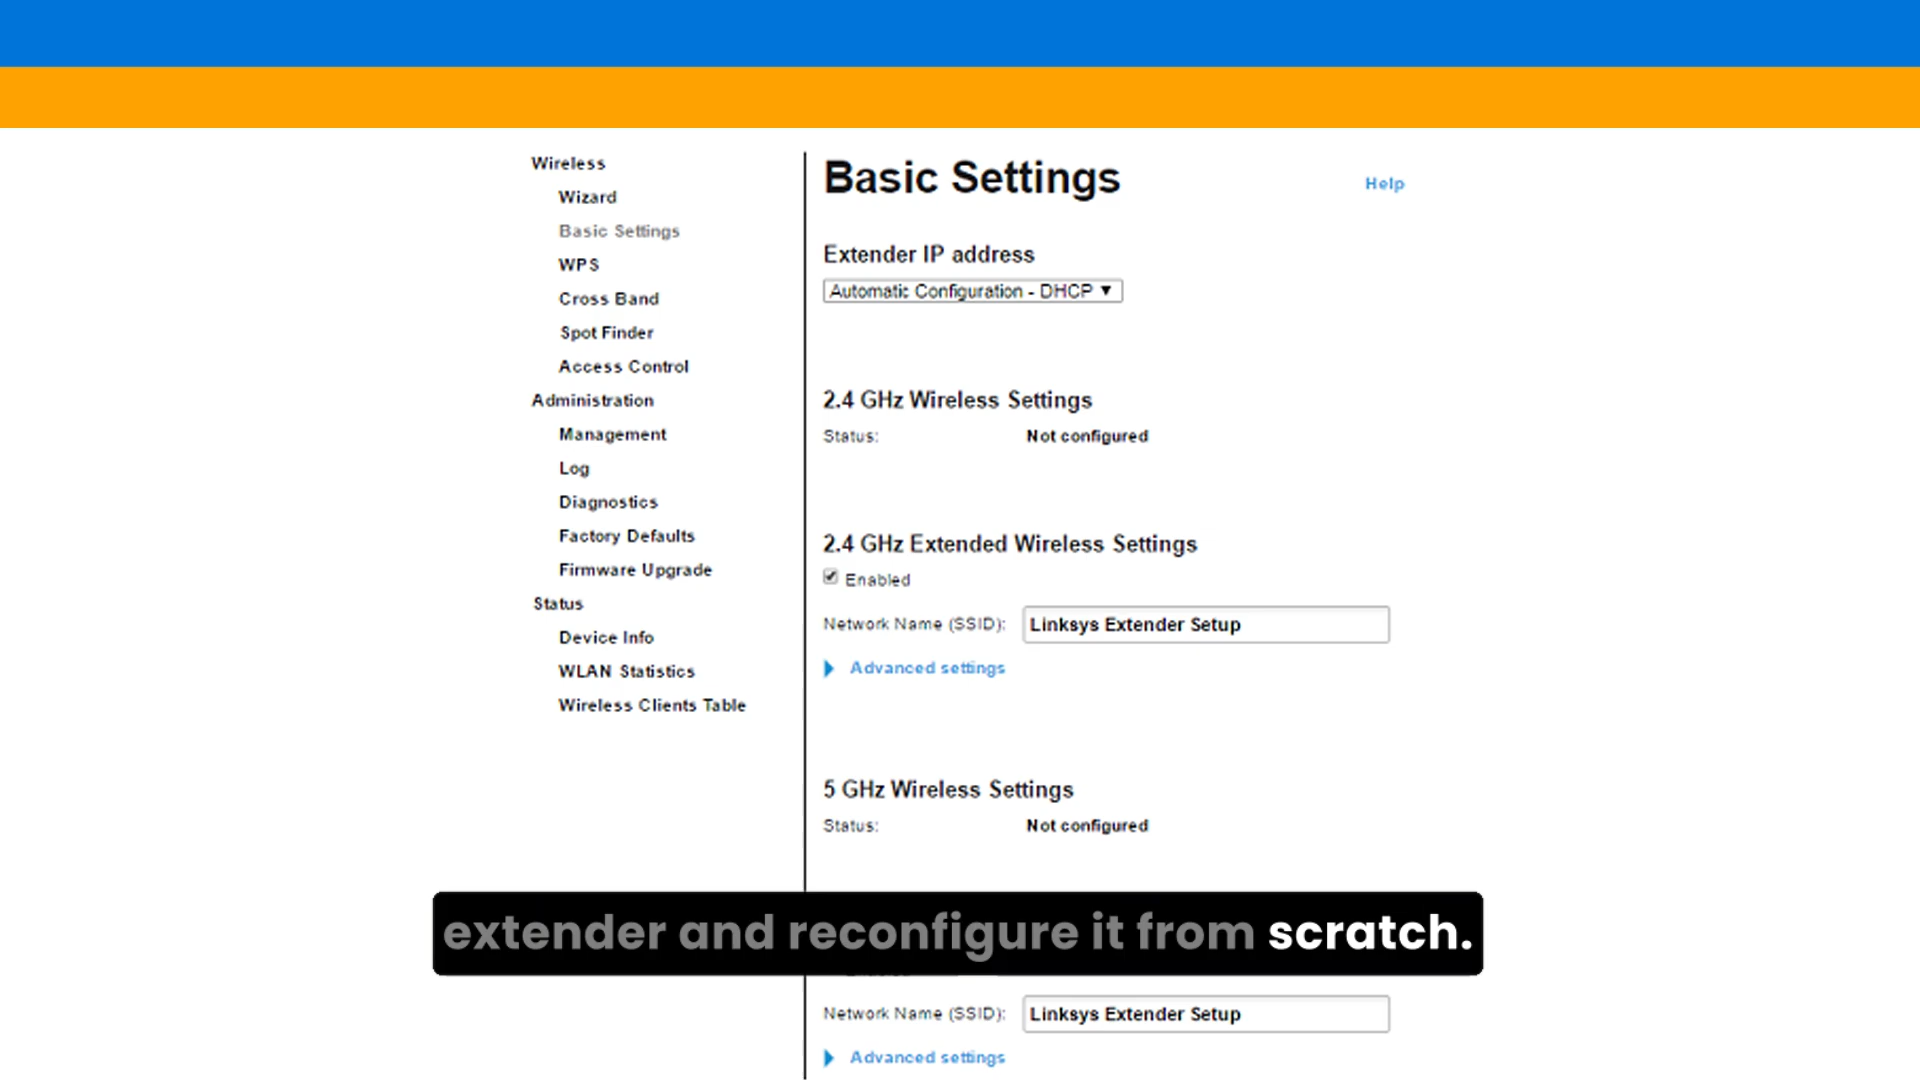 Wireless
Wizard
Basic Settings
WPS
Cross Band
Spot Finder
Access Control
Administration
Management
Log
Diagnostics
Factory Defaults
Firmware Upgrade
Status
Device Info
WLAN Statistics
Wireless Clients Table
Basic Settings
Help
Extender IP address
Automatic Configuration - DHCP ▼
2.4 GHz Wireless Settings
Status: Not configured
2.4 GHz Extended Wireless Settings
Enabled
Network Name (SSID): Linksys Extender Setup
Advanced settings
5 GHz Wireless Settings
Status: Not configured
extender and reconfigure it from scratch.
Network Name (SSID): Linksys Extender Setup
Advanced settings